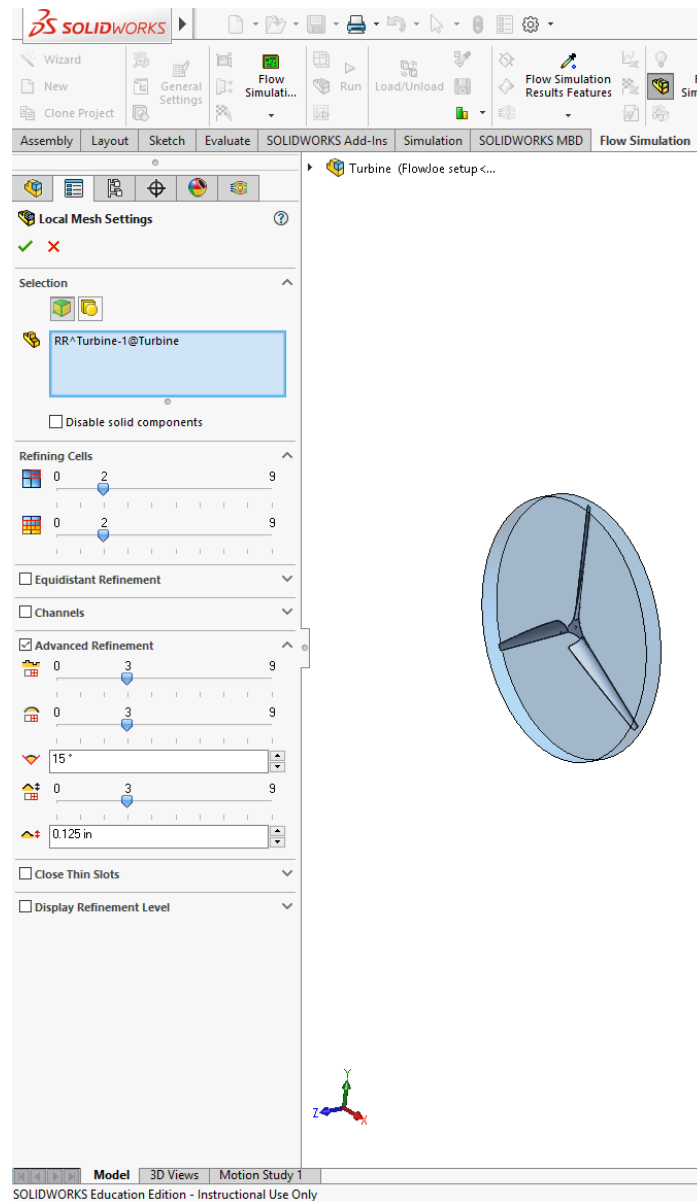 SOLIDWORKS
Wizard
New
Clone Project
General Settings
Flow Simulati...
Run
Load/Unload
Flow Simulation Results Features
Assembly
Layout
Sketch
Evaluate
SOLIDWORKS Add-Ins
Simulation
SOLIDWORKS MBD
Flow Simulation
Turbine (FlowJoe setup<...
Local Mesh Settings
Selection
RR^Turbine-1@Turbine
Disable solid components
Refining Cells
0 2 9
0 2 9
Equidistant Refinement
Channels
Advanced Refinement
0 3 9
0 3 9
15 °
0 3 9
0.125 in
Close Thin Slots
Display Refinement Level
Y
Z
X
Model
3D Views
Motion Study 1
SOLIDWORKS Education Edition - Instructional Use Only